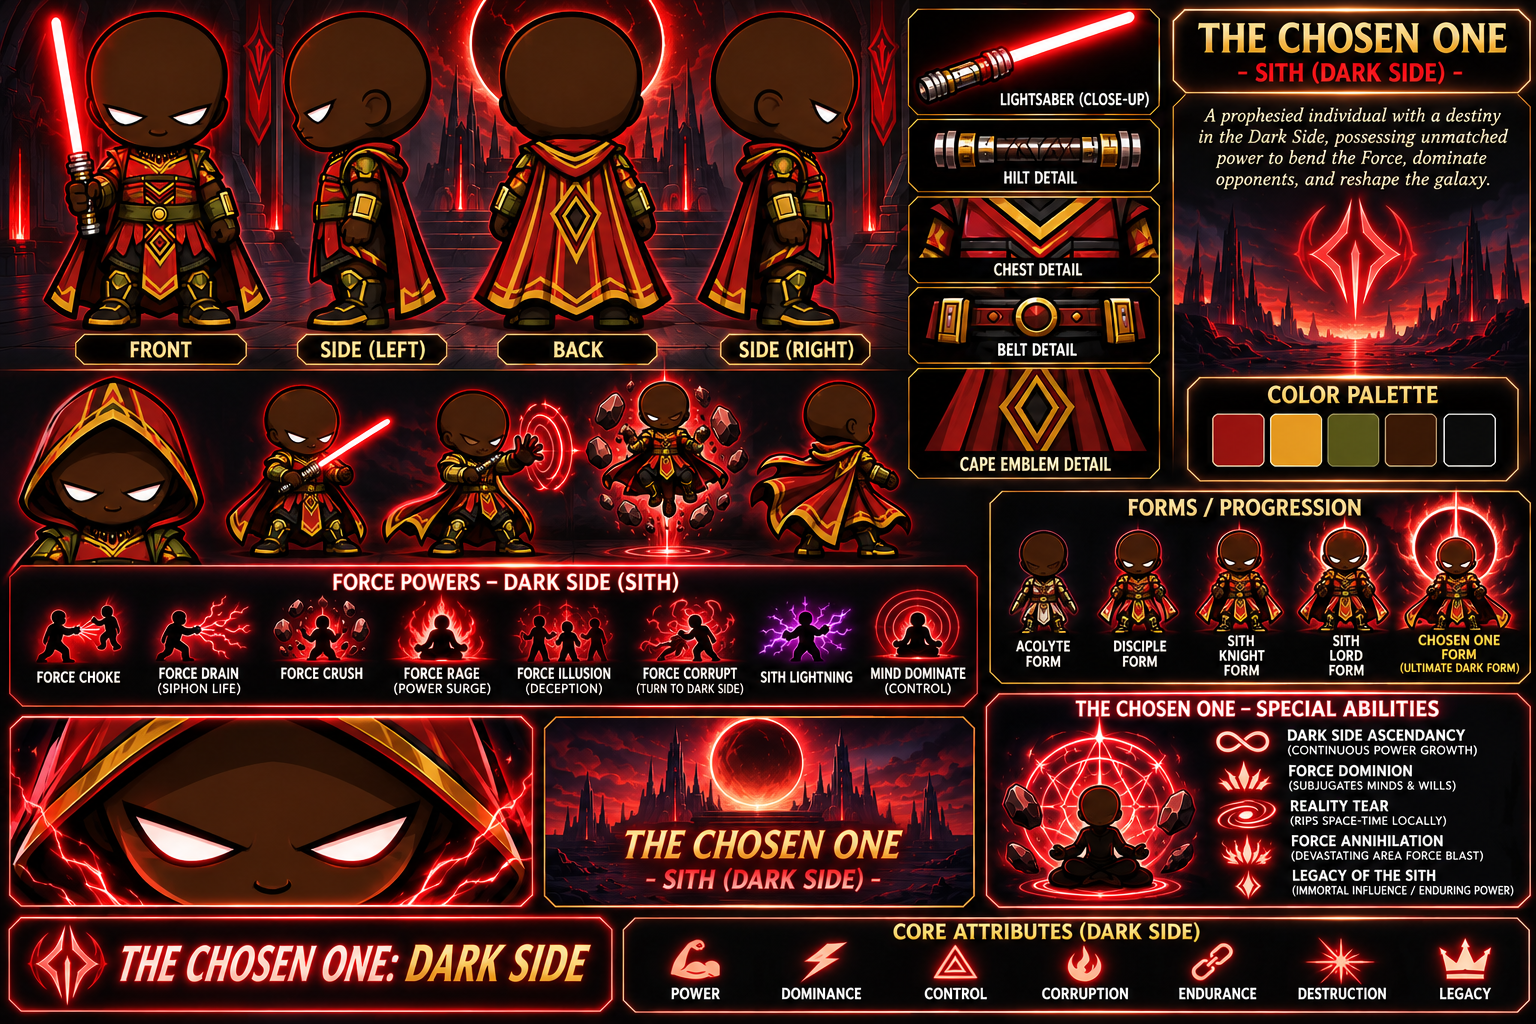 FRONT
SIDE (LEFT)
BACK
SIDE (RIGHT)
LIGHTSABER (CLOSE-UP)
HILT DETAIL
CHEST DETAIL
BELT DETAIL
CAPE EMBLEM DETAIL
THE CHOSEN ONE
- SITH (DARK SIDE) -
A prophesied individual with a destiny
in the Dark Side, possessing unmatched
power to bend the Force, dominate
opponents, and reshape the galaxy.
COLOR PALETTE
FORMS / PROGRESSION
ACOLYTE
FORM
DISCIPLE
FORM
SITH
KNIGHT
FORM
SITH
LORD
FORM
CHOSEN ONE
FORM
(ULTIMATE DARK FORM)
FORCE POWERS – DARK SIDE (SITH)
FORCE CHOKE
FORCE DRAIN
(SIPHON LIFE)
FORCE CRUSH
FORCE RAGE
(POWER SURGE)
FORCE ILLUSION
(DECEPTION)
FORCE CORRUPT
(TURN TO DARK SIDE)
SITH LIGHTNING
MIND DOMINATE
(CONTROL)
THE CHOSEN ONE
- SITH (DARK SIDE) -
THE CHOSEN ONE – SPECIAL ABILITIES
DARK SIDE ASCENDANCY
(CONTINUOUS POWER GROWTH)
FORCE DOMINION
(SUBJUGATES MINDS & WILLS)
REALITY TEAR
(RIPS SPACE-TIME LOCALLY)
FORCE ANNIHILATION
(DEVASTATING AREA FORCE BLAST)
LEGACY OF THE SITH
(IMMORTAL INFLUENCE / ENDURING POWER)
THE CHOSEN ONE: DARK SIDE
CORE ATTRIBUTES (DARK SIDE)
POWER
DOMINANCE
CONTROL
CORRUPTION
ENDURANCE
DESTRUCTION
LEGACY